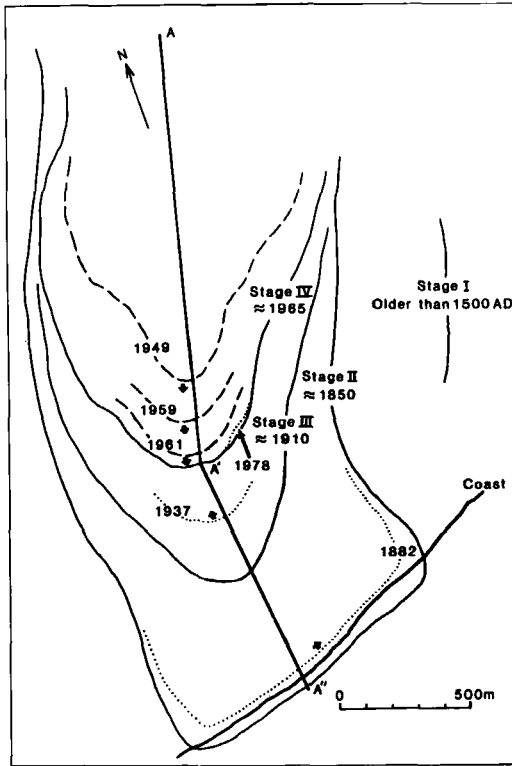 A
N
Stage IV
≈ 1965
Stage I
Older than 1500 AD
1949
Stage II
≈ 1850
1959
Stage III
≈ 1910
1961
A'
1978
Coast
1937
1882
A"
0 500m